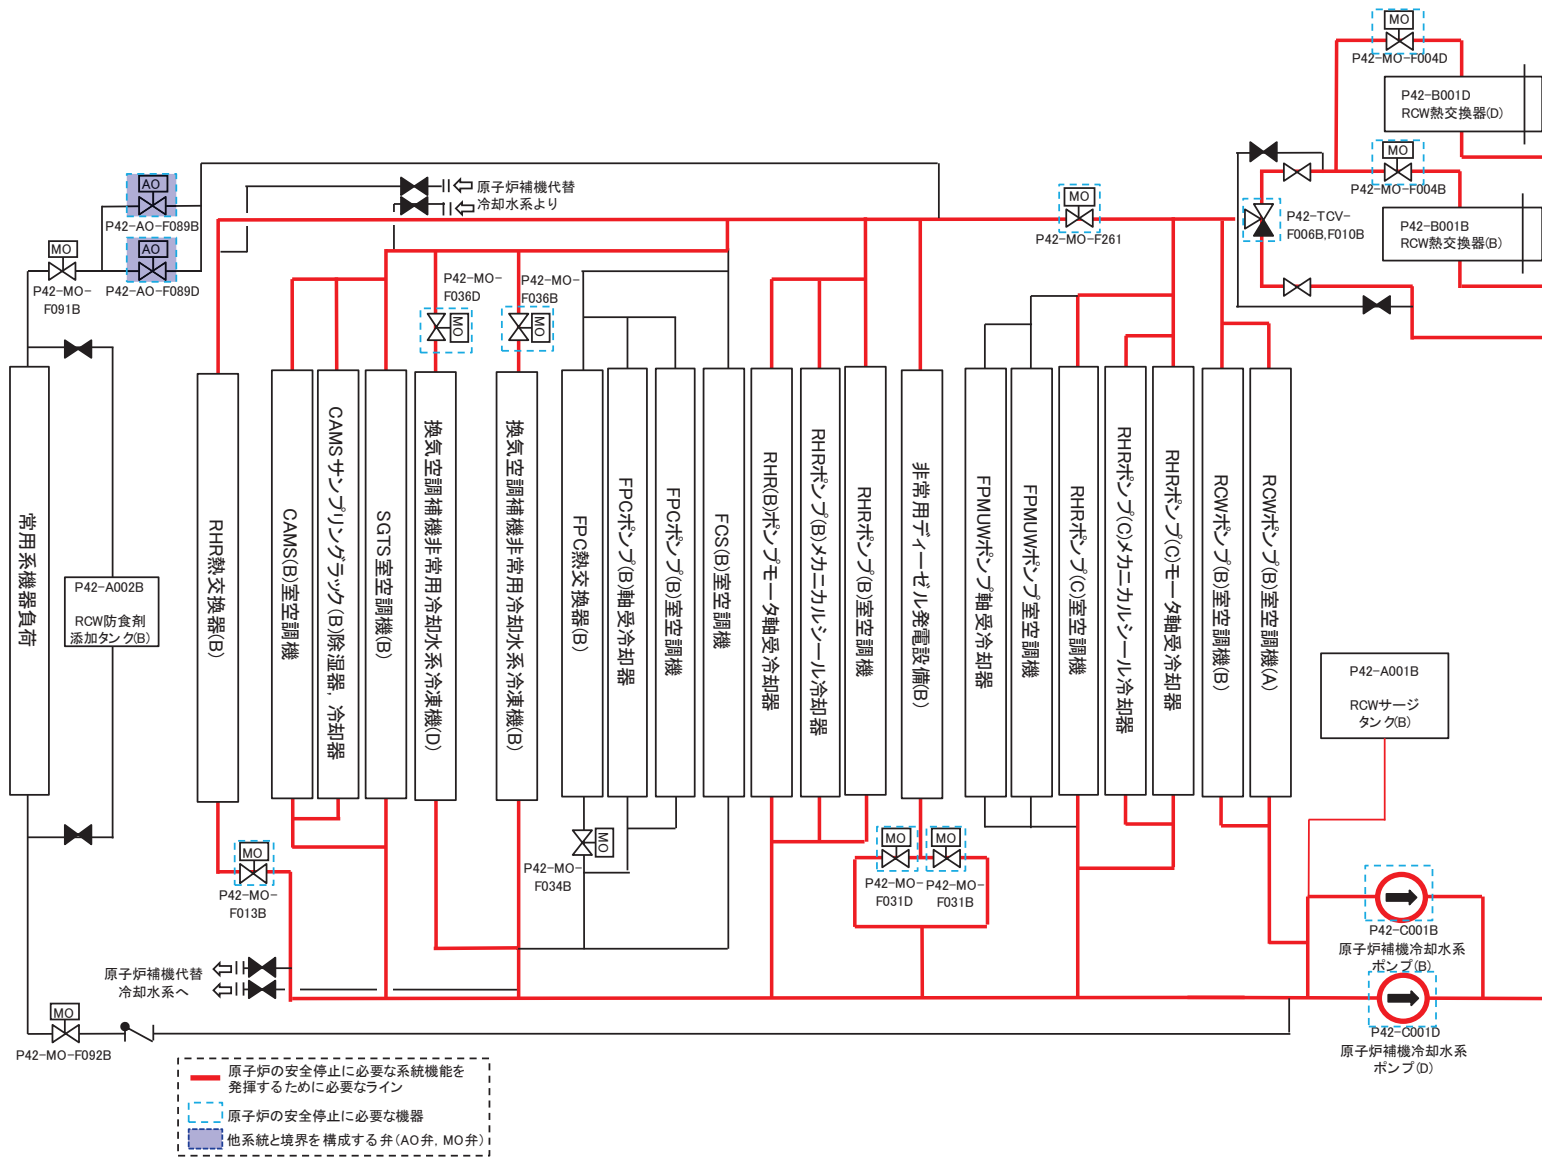 MO
P42-MO-F004D
P42-B001D
RCW熱交換器(D)
MO
P42-MO-F004B
P42-B001B
RCW熱交換器(B)
P42-TCV-
F006B,F010B
MO
P42-MO-F261
原子炉補機代替
冷却水系より
AO
P42-AO-F089B
AO
P42-AO-F089D
MO
P42-MO-
F091B
P42-MO-
F036D
MO
P42-MO-
F036B
MO
常用系機器負荷
P42-A002B
RCW防食剤
添加タンク(B)
RHR熱交換器(B)
CAMS(B)室空調機
CAMSサンプリングラック(B)除湿器，冷却器
SGTS室空調機(B)
換気空調補機非常用冷却水系冷凍機(D)
換気空調補機非常用冷却水系冷凍機(B)
FPC熱交換器(B)
FPCポンプ(B)軸受冷却器
FPCポンプ(B)室空調機
FCS(B)室空調機
RHR(B)ポンプモータ軸受冷却器
RHRポンプ(B)メカニカルシール冷却器
RHRポンプ(B)室空調機
非常用ディーゼル発電設備(B)
FPMUWポンプ軸受冷却器
FPMUWポンプ室空調機
RHRポンプ(C)室空調機
RHRポンプ(C)メカニカルシール冷却器
RHRポンプ(C)モータ軸受冷却器
RCWポンプ(B)室空調機(B)
RCWポンプ(B)室空調機(A)
P42-A001B
RCWサージ
タンク(B)
MO
P42-MO-
F013B
MO
P42-MO-
F034B
MO
P42-MO-
F031D
MO
P42-MO-
F031B
P42-C001B
原子炉補機冷却水系
ポンプ(B)
P42-C001D
原子炉補機冷却水系
ポンプ(D)
原子炉補機代替
冷却水系へ
MO
P42-MO-F092B
原子炉の安全停止に必要な系統機能を
発揮するために必要なライン
原子炉の安全停止に必要な機器
他系統と境界を構成する弁(AO弁，MO弁)